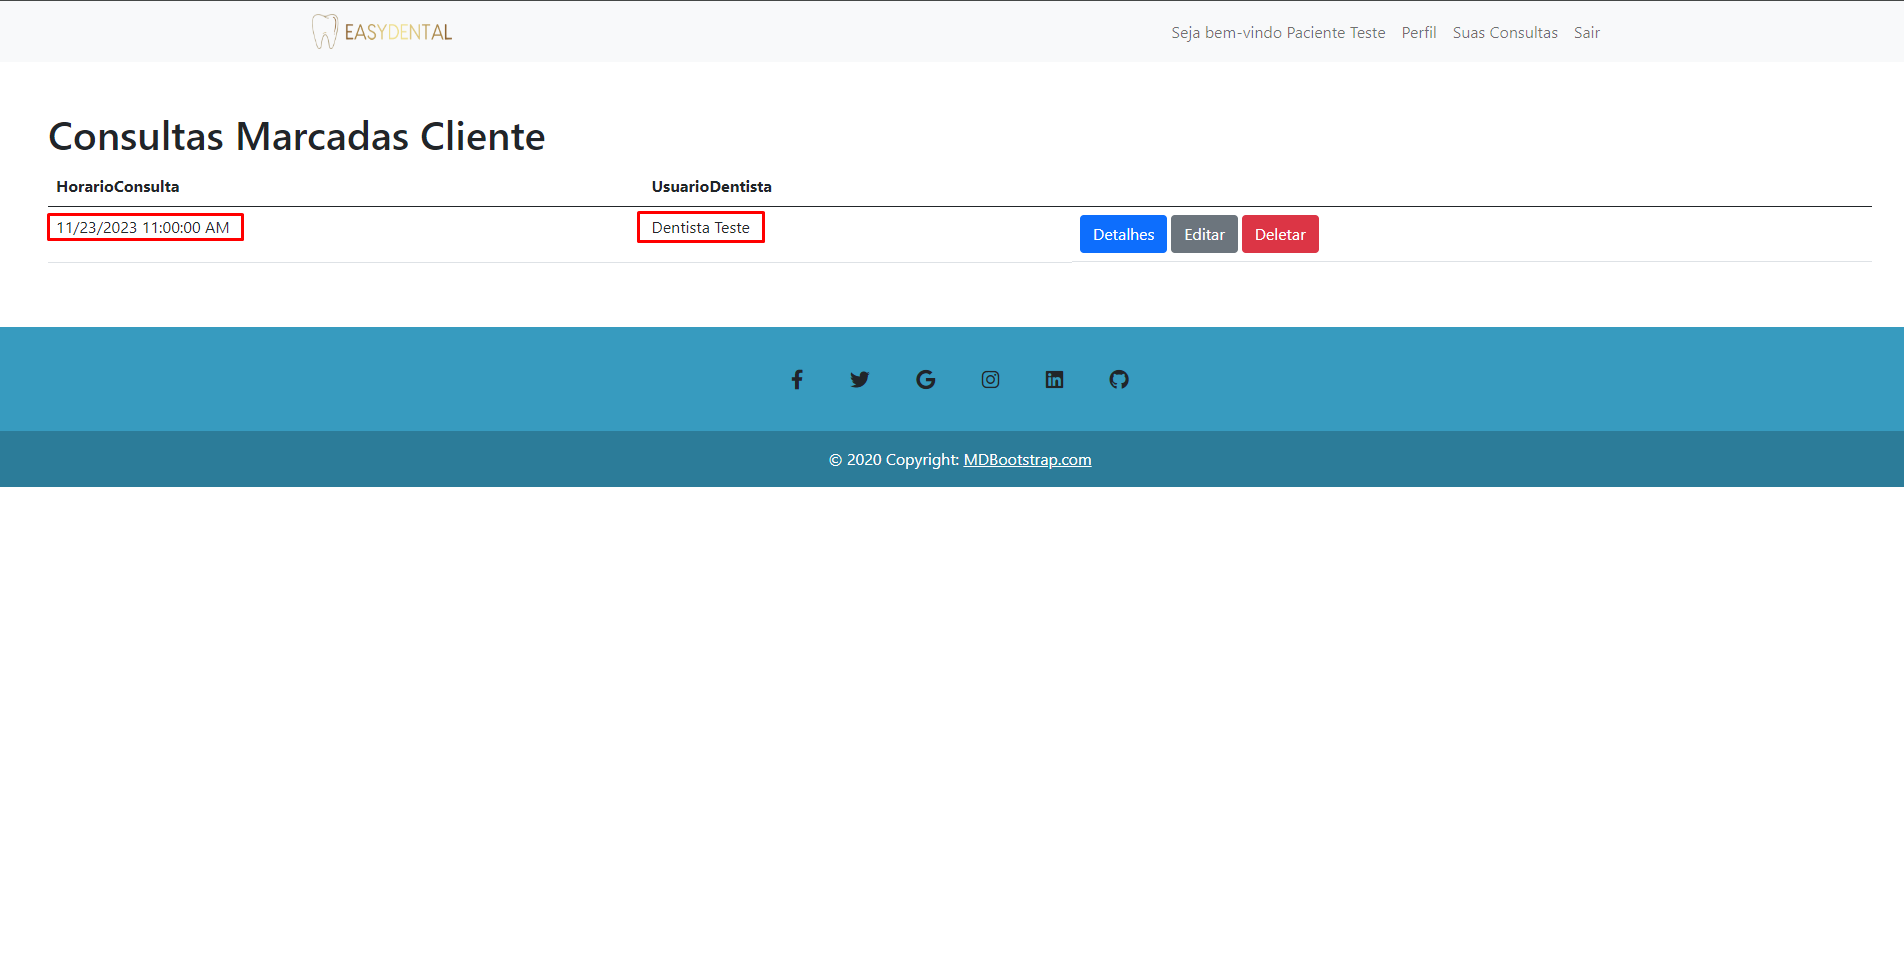 EASYDENTAL
Seja bem-vindo Paciente Teste Perfil Suas Consultas Sair
Consultas Marcadas Cliente
HorarioConsulta UsuarioDentista
11/23/2023 11:00:00 AM Dentista Teste Detalhes Editar Deletar
© 2020 Copyright: MDBootstrap.com